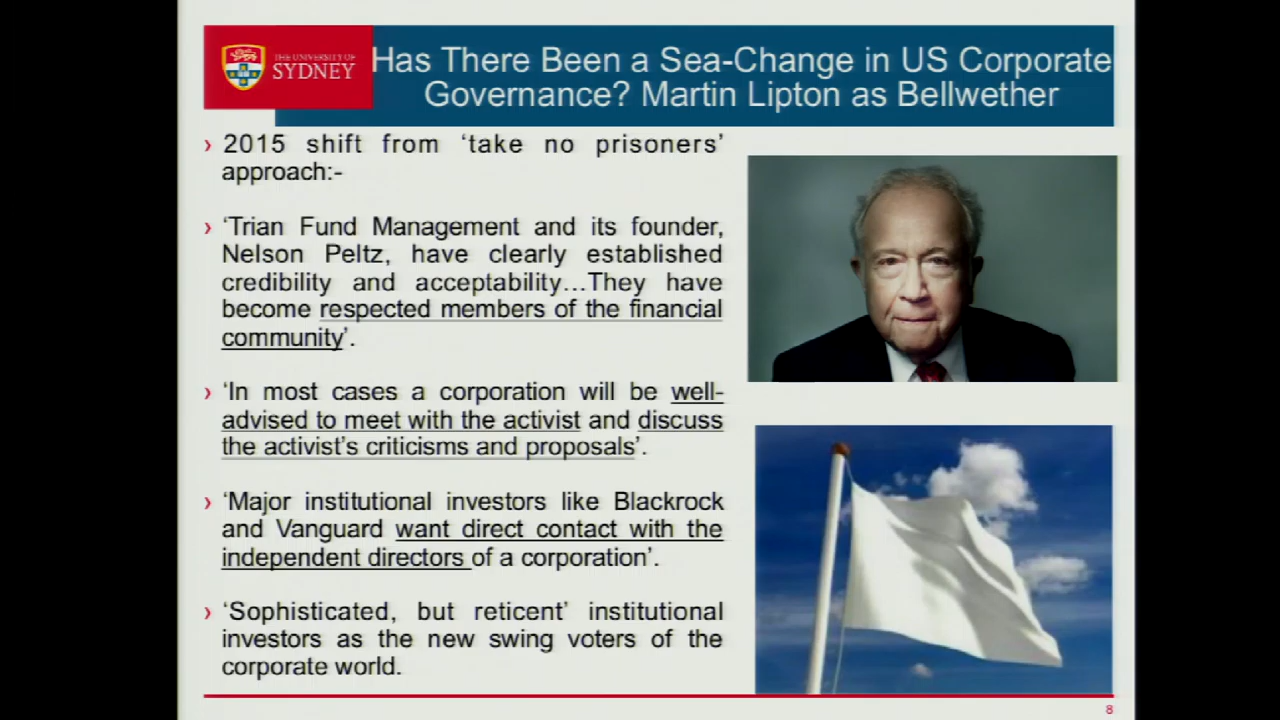 THE UNIVERSITY OF
SYDNEY
Has There Been a Sea-Change in US Corporate
Governance? Martin Lipton as Bellwether
› 2015 shift from ‘take no prisoners’
approach:-
› ‘Trian Fund Management and its founder,
Nelson Peltz, have clearly established
credibility and acceptability…They have
become respected members of the financial
community’.
› ‘In most cases a corporation will be well-
advised to meet with the activist and discuss
the activist’s criticisms and proposals’.
› ‘Major institutional investors like Blackrock
and Vanguard want direct contact with the
independent directors of a corporation’.
› ‘Sophisticated, but reticent’ institutional
investors as the new swing voters of the
corporate world.
8